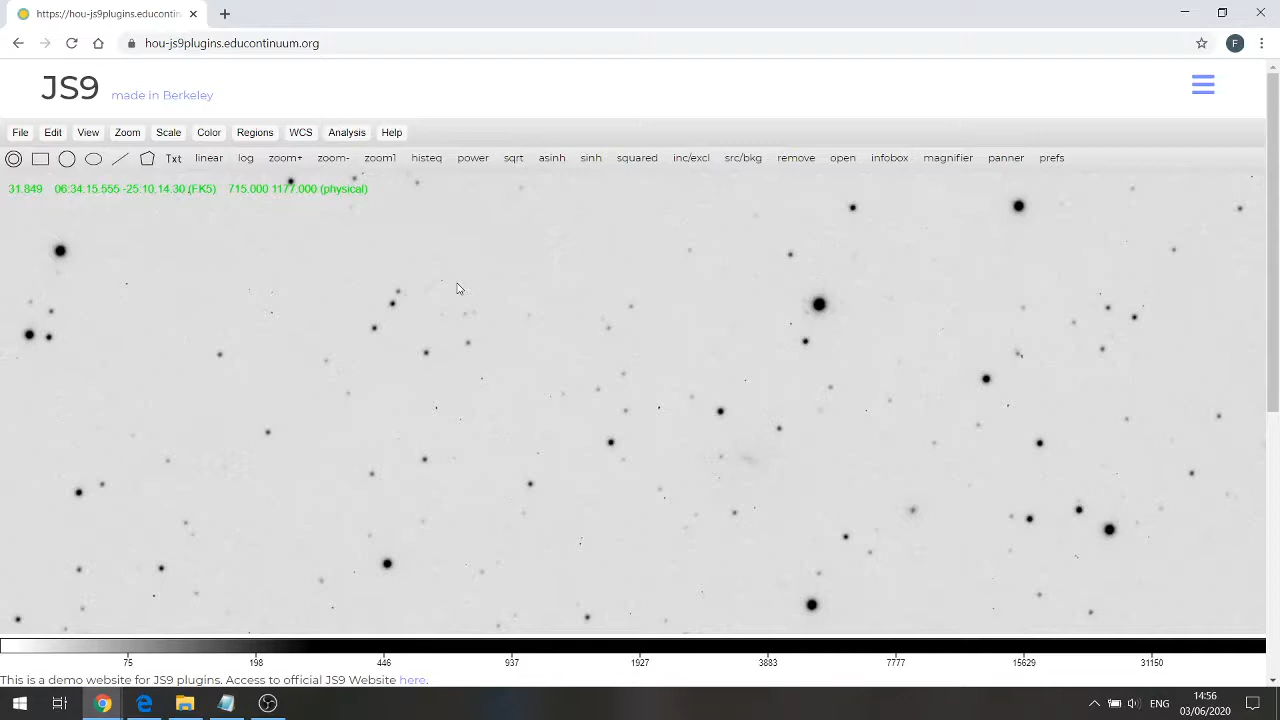 https://hou-js9plugins.educontin
hou-js9plugins.educontinuum.org
F
JS9 made in Berkeley
File Edit View Zoom Scale Color Regions WCS Analysis Help
Txt linear log zoom+ zoom- zoom1 histeq power sqrt asinh sinh squared inc/excl src/bkg remove open infobox magnifier panner prefs
31.849 06:34:15.555 -25:10:14.30 (FK5) 715.000 1177.000 (physical)
75 198 446 937 1927 3883 7777 15629 31150
This is a demo website for JS9 plugins. Access to official JS9 Website here.
ENG
14:56
03/06/2020